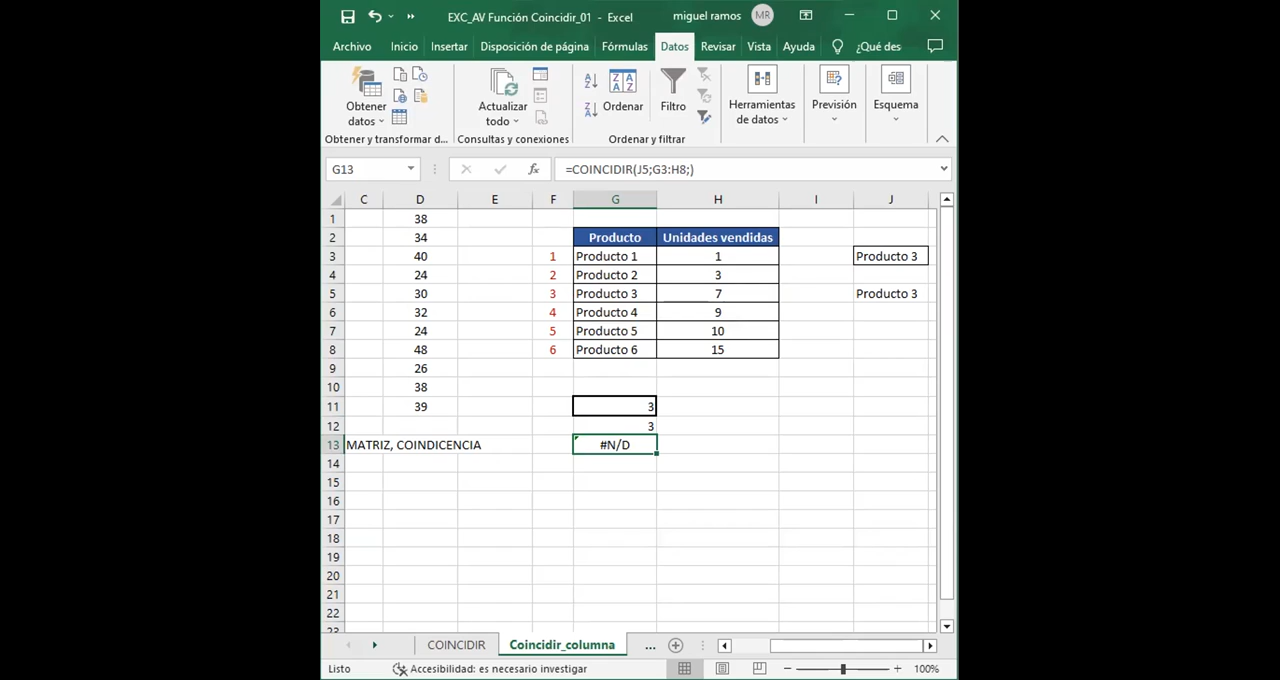 EXC_AV Función Coincidir_01 - Excel
miguel ramos
MR
Archivo Inicio Insertar Disposición de página Fórmulas Datos Revisar Vista Ayuda ¿Qué des
Obtener datos
Actualizar todo
Ordenar
Filtro
Herramientas de datos
Previsión
Esquema
Obtener y transformar d... Consultas y conexiones Ordenar y filtrar
G13 fx =COINCIDIR(J5;G3:H8;)
C D E F G H I J
1 38
2 34 Producto Unidades vendidas
3 40 1 Producto 1 1 Producto 3
4 24 2 Producto 2 3
5 30 3 Producto 3 7 Producto 3
6 32 4 Producto 4 9
7 24 5 Producto 5 10
8 48 6 Producto 6 15
9 26
10 38
11 39 3
12 3
13 MATRIZ, COINDICENCIA #N/D
14
15
16
17
18
19
20
21
22
23
COINCIDIR Coincidir_columna ...
Listo Accesibilidad: es necesario investigar 100%